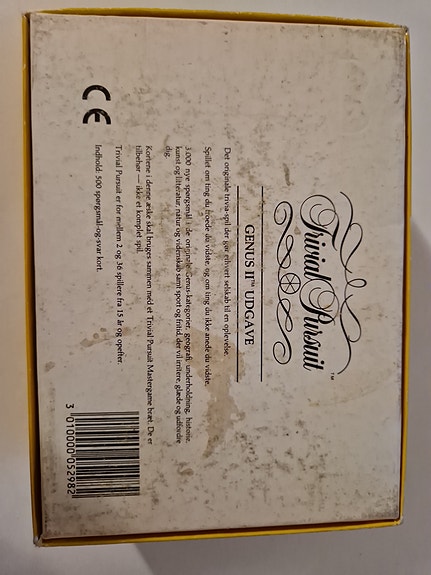 Trivial Pursuit™
GENUS II™ UDGAVE
Det originale trivia-spil der gør ethvert selskab til en oplevelse.
Spillet om ting du troede du vidste, og om ting du ikke anede du vidste.
3.000 nye spørgsmål i de originale Genus-kategorier, geografi, underholdning, historie,
kunst og litteratur, natur og videnskab samt sport og fritid, der vil irritere, glæde og udfordre
dig.
Kortene i denne æske skal bruges sammen med et Trivial Pursuit Mastergame bræt. De er
tilbehør — ikke et komplet spil.
Trivial Pursuit er for mellem 2 og 36 spillere fra 15 år og opefter.
Indhold: 500 spørgsmål-og-svar kort.
CE
3 010000 052982